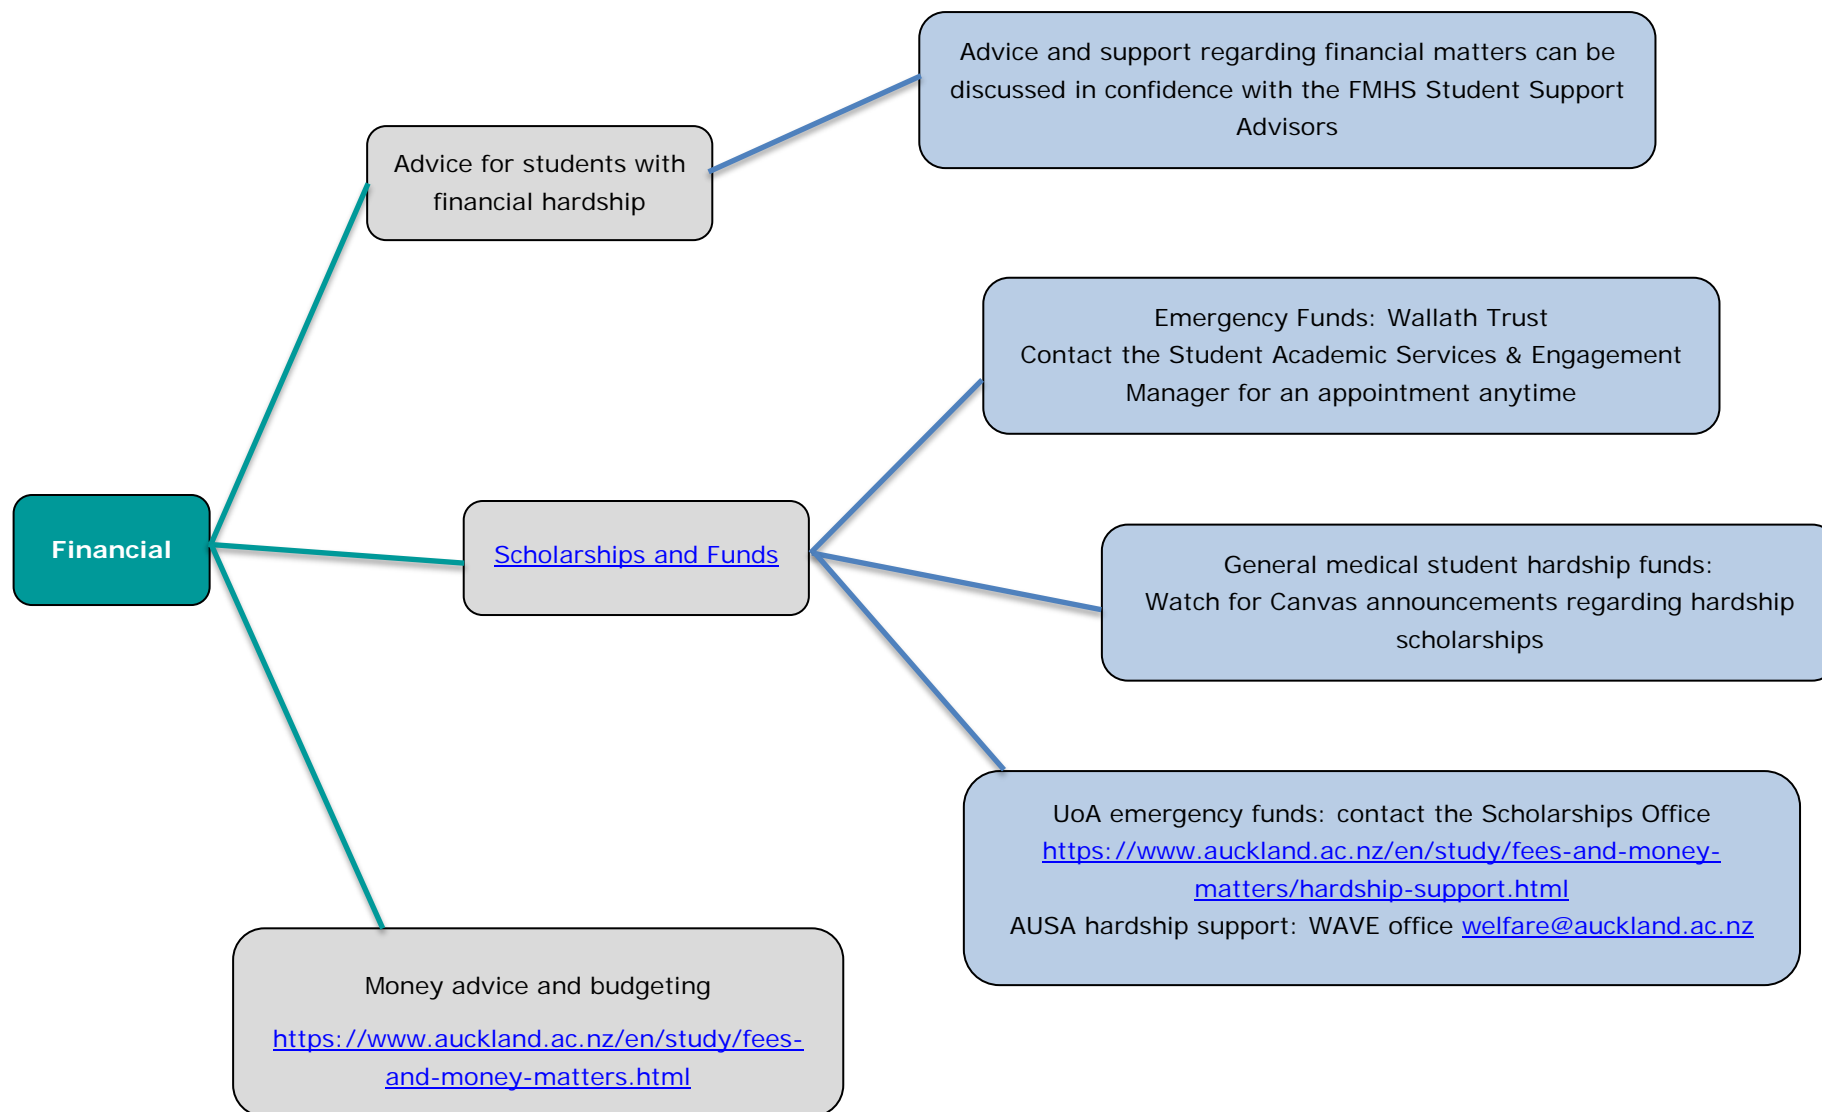 Advice and support regarding financial matters can be
discussed in confidence with the FMHS Student Support
Advisors
Advice for students with
financial hardship
Emergency Funds: Wallath Trust
Contact the Student Academic Services & Engagement
Manager for an appointment anytime
Financial
Scholarships and Funds
General medical student hardship funds:
Watch for Canvas announcements regarding hardship
scholarships
UoA emergency funds: contact the Scholarships Office
https://www.auckland.ac.nz/en/study/fees-and-money-
matters/hardship-support.html
AUSA hardship support: WAVE office welfare@auckland.ac.nz
Money advice and budgeting
https://www.auckland.ac.nz/en/study/fees-
and-money-matters.html